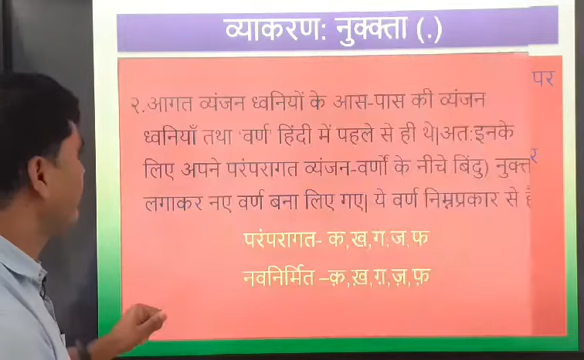 व्याकरण: नुक्क्ता (.)
पर
२.आगत व्यंजन ध्वनियों के आस-पास की व्यंजन
ध्वनियाँ तथा 'वर्ण' हिंदी में पहले से ही थे|अत:इनके
लिए अपने परंपरागत व्यंजन-वर्णों के नीचे बिंदु) नुक्त
लगाकर नए वर्ण बना लिए गए| ये वर्ण निम्नप्रकार से
परंपरागत- क,ख,ग.ज,फ
नवनिर्मित –क़,ख़,ग़,ज़,फ़